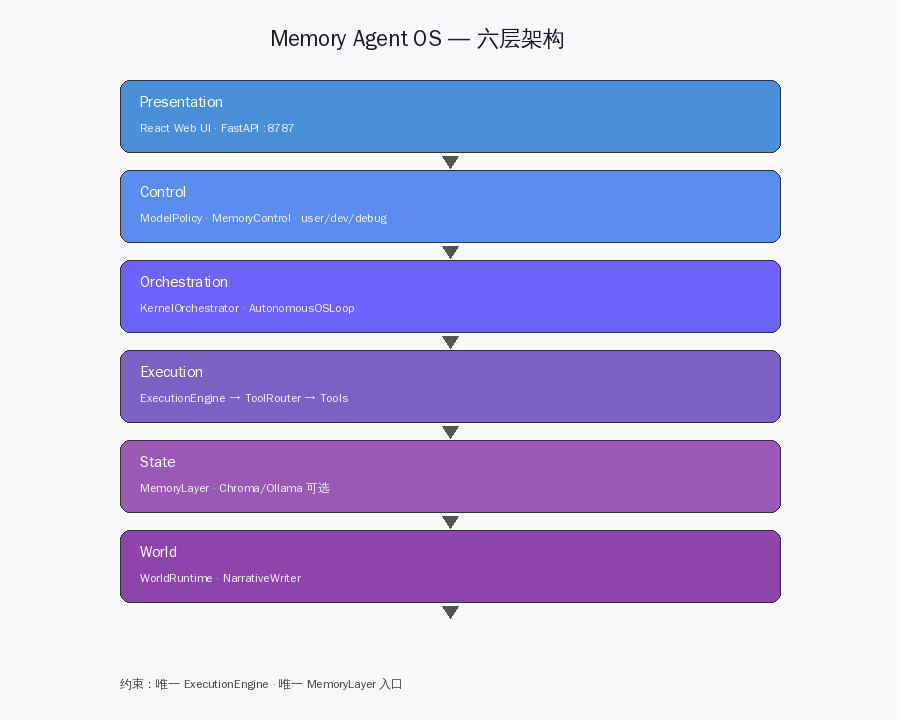 Memory Agent OS — 六层架构
Presentation
React Web UI · FastAPI :8787
Control
ModelPolicy · MemoryControl · user/dev/debug
Orchestration
KernelOrchestrator · AutonomousOSLoop
Execution
ExecutionEngine → ToolRouter → Tools
State
MemoryLayer · Chroma/Ollama 可选
World
WorldRuntime · NarrativeWriter
约束：唯一 ExecutionEngine · 唯一 MemoryLayer 入口